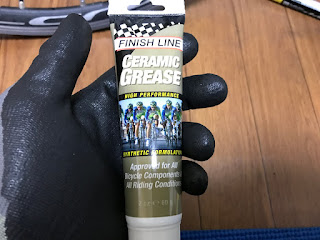 FINISH LINE
CERAMIC
GREASE
HIGH PERFORMANCE
SYNTHETIC FORMULATION
Approved for All
Bicycle Components &
All Riding Conditions